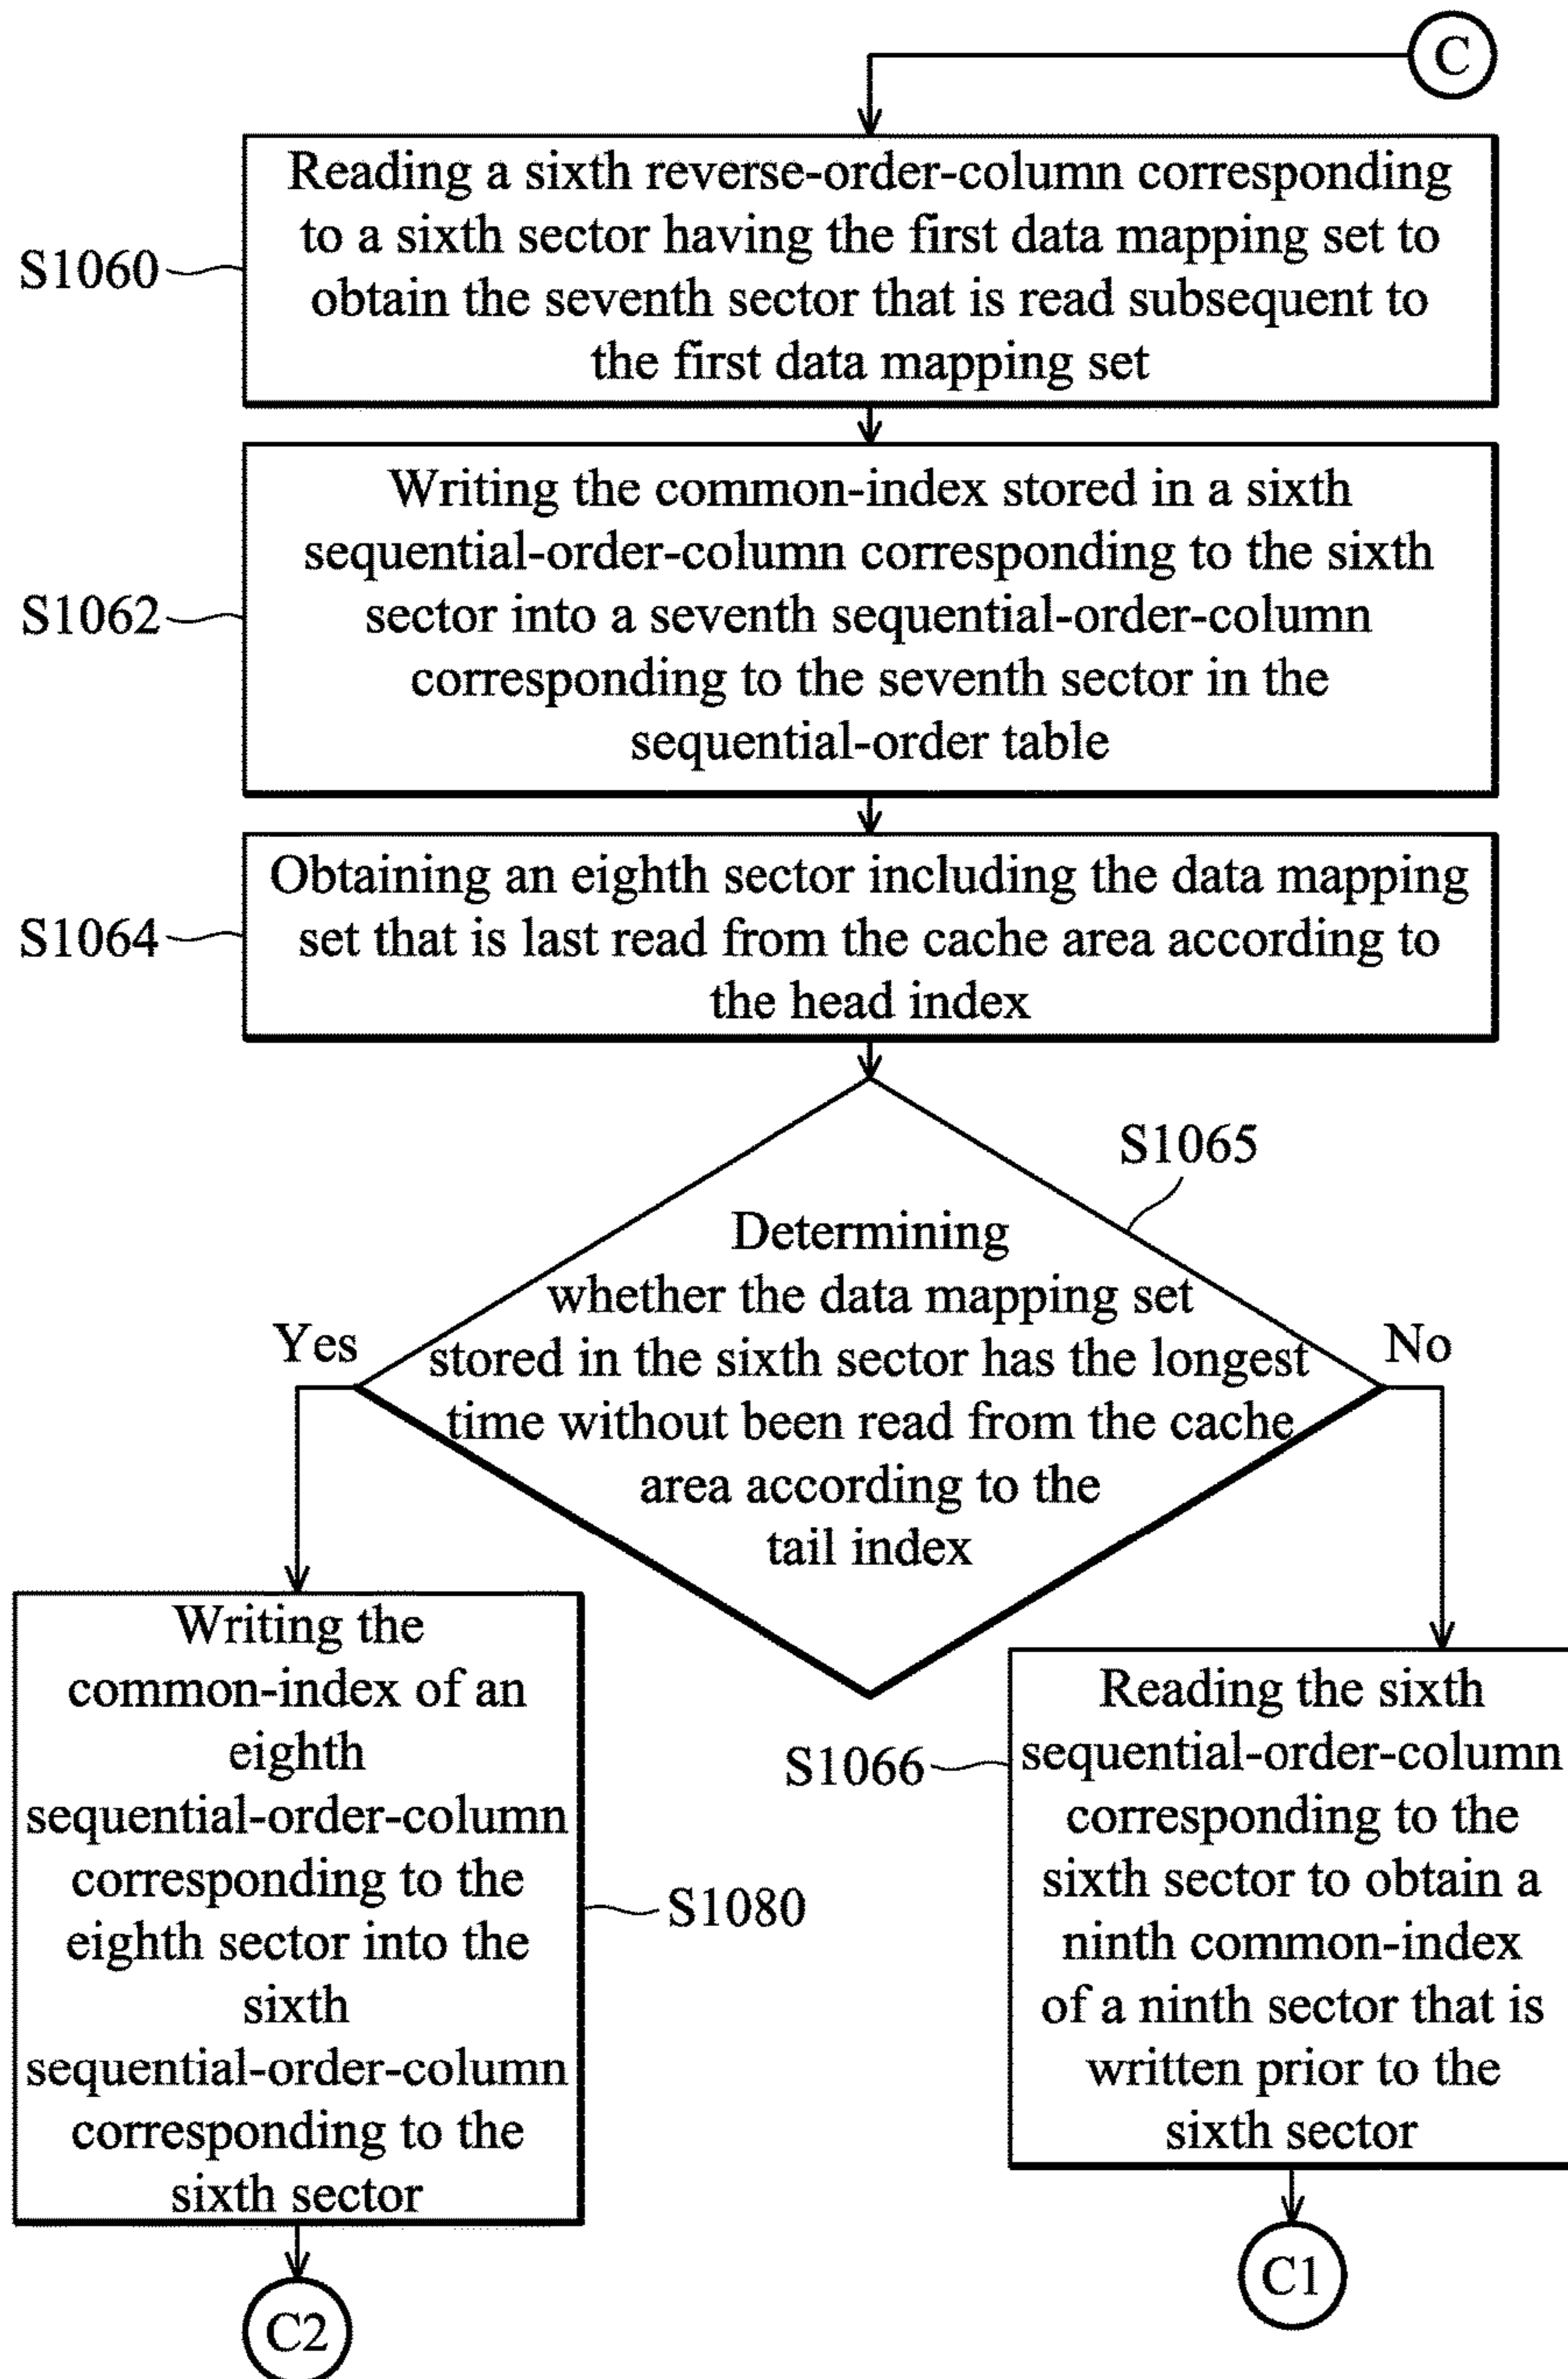 C
Reading a sixth reverse-order-column corresponding
to a sixth sector having the first data mapping set to
obtain the seventh sector that is read subsequent to
the first data mapping set
S1060
Writing the common-index stored in a sixth
sequential-order-column corresponding to the sixth
sector into a seventh sequential-order-column
corresponding to the seventh sector in the
sequential-order table
S1062
Obtaining an eighth sector including the data mapping
set that is last read from the cache area according to
the head index
S1064
S1065
Determining
whether the data mapping set
stored in the sixth sector has the longest
time without been read from the cache
area according to the
tail index
Yes
No
Writing the
common-index of an
eighth
sequential-order-column
corresponding to the
eighth sector into the
sixth
sequential-order-column
corresponding to the
sixth sector
S1080
S1066
Reading the sixth
sequential-order-column
corresponding to the
sixth sector to obtain a
ninth common-index
of a ninth sector that is
written prior to the
sixth sector
C2
C1